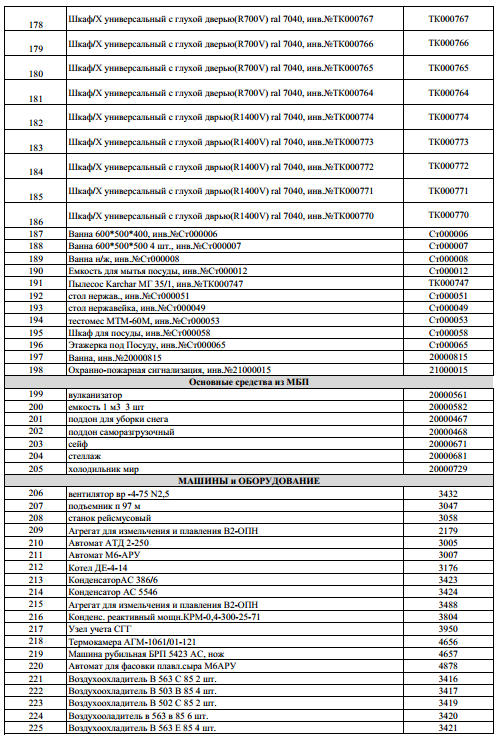 178 Шкаф/Х универсальный с глухой дверью(R700V) ral 7040, инв.№ТК000767 ТК000767
179 Шкаф/Х универсальный с глухой дверью(R700V) ral 7040, инв.№ТК000766 ТК000766
180 Шкаф/Х универсальный с глухой дверью(R700V) ral 7040, инв.№ТК000765 ТК000765
181 Шкаф/Х универсальный с глухой дверью(R700V) ral 7040, инв.№ТК000764 ТК000764
182 Шкаф/Х универсальный с глухой дврью(R1400V) ral 7040, инв.№ТК000774 ТК000774
183 Шкаф/Х универсальный с глухой дврью(R1400V) ral 7040, инв.№ТК000773 ТК000773
184 Шкаф/Х универсальный с глухой дврью(R1400V) ral 7040, инв.№ТК000772 ТК000772
185 Шкаф/Х универсальный с глухой дврью(R1400V) ral 7040, инв.№ТК000771 ТК000771
186 Шкаф/Х универсальный с глухой дврью(R1400V) ral 7040, инв.№ТК000770 ТК000770
187 Ванна 600*500*400, инв.№Ст000006 Ст000006
188 Ванна 600*500*500 4 шт., инв.№Ст000007 Ст000007
189 Ванна н/ж, инв.№Ст000008 Ст000008
190 Емкость для мытья посуды, инв.№Ст000012 Ст000012
191 Пылесос Karchar МГ 35/1, инв.№ТК000747 ТК000747
192 стол нержав., инв.№Ст000051 Ст000051
193 стол нержавейка, инв.№Ст000049 Ст000049
194 тестомес МТМ-60М, инв.№Ст000053 Ст000053
195 Шкаф для посуды, инв.№Ст000058 Ст000058
196 Этажерка под Посуду, инв.№Ст000065 Ст000065
197 Ванна, инв.№20000815 20000815
198 Охранно-пожарная сигнализация, инв.№21000015 21000015
Основные средства из МБП
199 вулканизатор 20000561
200 емкость 1 м3 3 шт 20000582
201 поддон для уборки снега 20000467
202 поддон саморазгрузочный 20000468
203 сейф 20000671
204 стеллаж 20000681
205 холодильник мир 20000729
МАШИНЫ и ОБОРУДОВАНИЕ
206 вентилятор вр -4-75 N2,5 3432
207 подъемник п 97 м 3047
208 станок рейсмусовый 3058
209 Агрегат для измельчения и плавления В2-ОПН 2179
210 Автомат АТД 2-250 3005
211 Автомат М6-АРУ 3007
212 Котел ДЕ-4-14 3176
213 КонденсаторАС 386/6 3423
214 Конденсатор АС 5546 3424
215 Агрегат для измельчения и плавления В2-ОПН 3488
216 Конденс. реактивный мощн.КРМ-0,4-300-25-71 3804
217 Узел учета СГГ 3950
218 Термокамера АГМ-1061/01-121 4656
219 Машина рубильная БРП 5423 АС, нож 4657
220 Автомат для фасовки плавл.сыра М6АРУ 4878
221 Воздухоохладитель В 563 С 85 2 шт. 3416
222 Воздухоохладитель В 503 В 85 4 шт. 3417
223 Воздухоохладитель В 502 С 85 2 шт. 3419
224 Воздухооладитель в 563 в 85 6 шт. 3420
225 Воздухоохладитель В 563 Е 85 4 шт. 3421